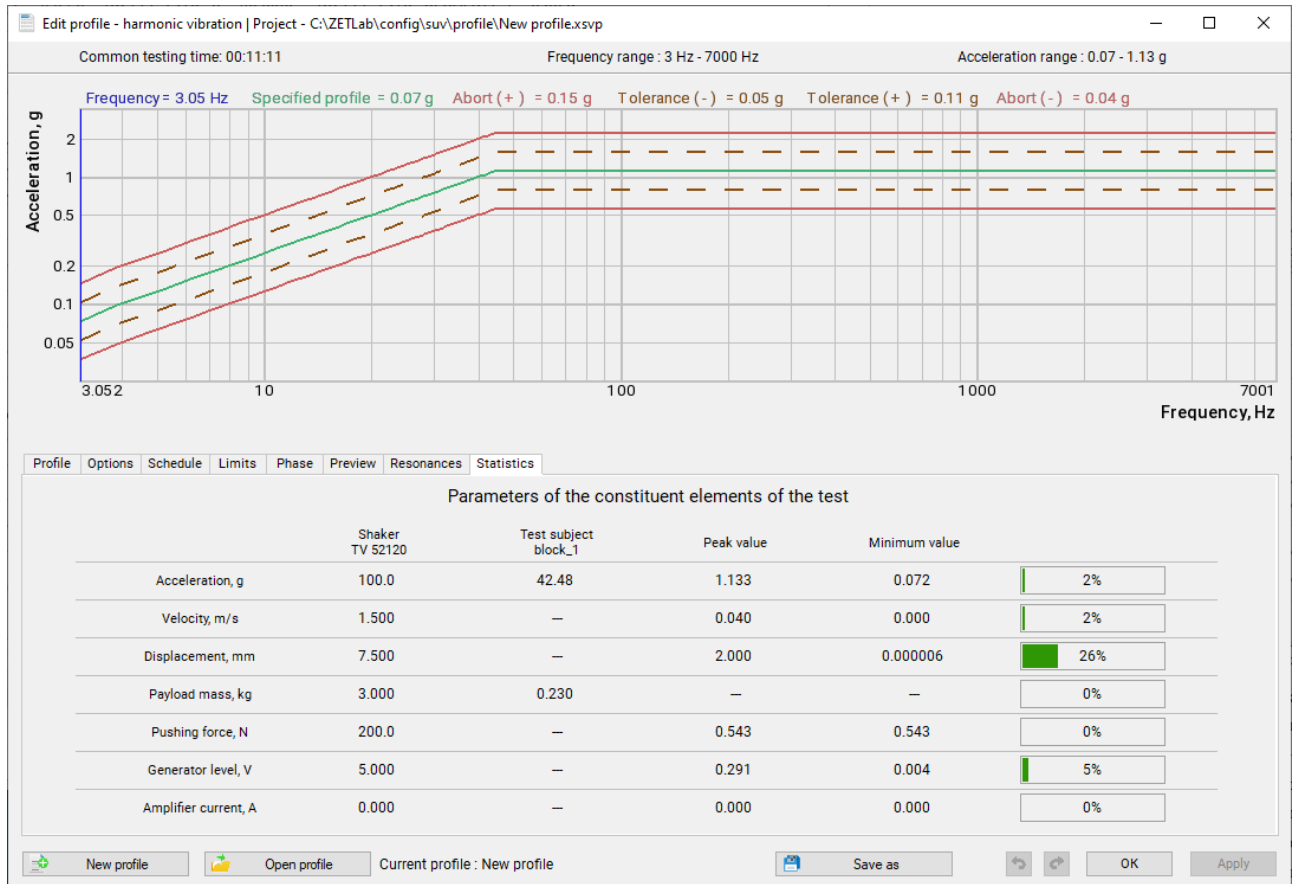 Edit profile - harmonic vibration | Project - C:\ZETLab\config\suv\profile\New profile.xsvp
Common testing time: 00:11:11 Frequency range : 3 Hz - 7000 Hz Acceleration range : 0.07 - 1.13 g
Frequency = 3.05 Hz Specified profile = 0.07 g Abort (+) = 0.15 g Tolerance (-) = 0.05 g Tolerance (+) = 0.11 g Abort (-) = 0.04 g
Acceleration, g
2
1
0.5
0.2
0.1
0.05
3.052 10 100 1000 7001
Frequency, Hz
Profile Options Schedule Limits Phase Preview Resonances Statistics
Parameters of the constituent elements of the test
Shaker TV 52120 Test subject block_1 Peak value Minimum value
Acceleration, g 100.0 42.48 1.133 0.072 2%
Velocity, m/s 1.500 — 0.040 0.000 2%
Displacement, mm 7.500 — 2.000 0.000006 26%
Payload mass, kg 3.000 0.230 — — 0%
Pushing force, N 200.0 — 0.543 0.543 0%
Generator level, V 5.000 — 0.291 0.004 5%
Amplifier current, A 0.000 — 0.000 0.000 0%
New profile Open profile Current profile : New profile Save as OK Apply